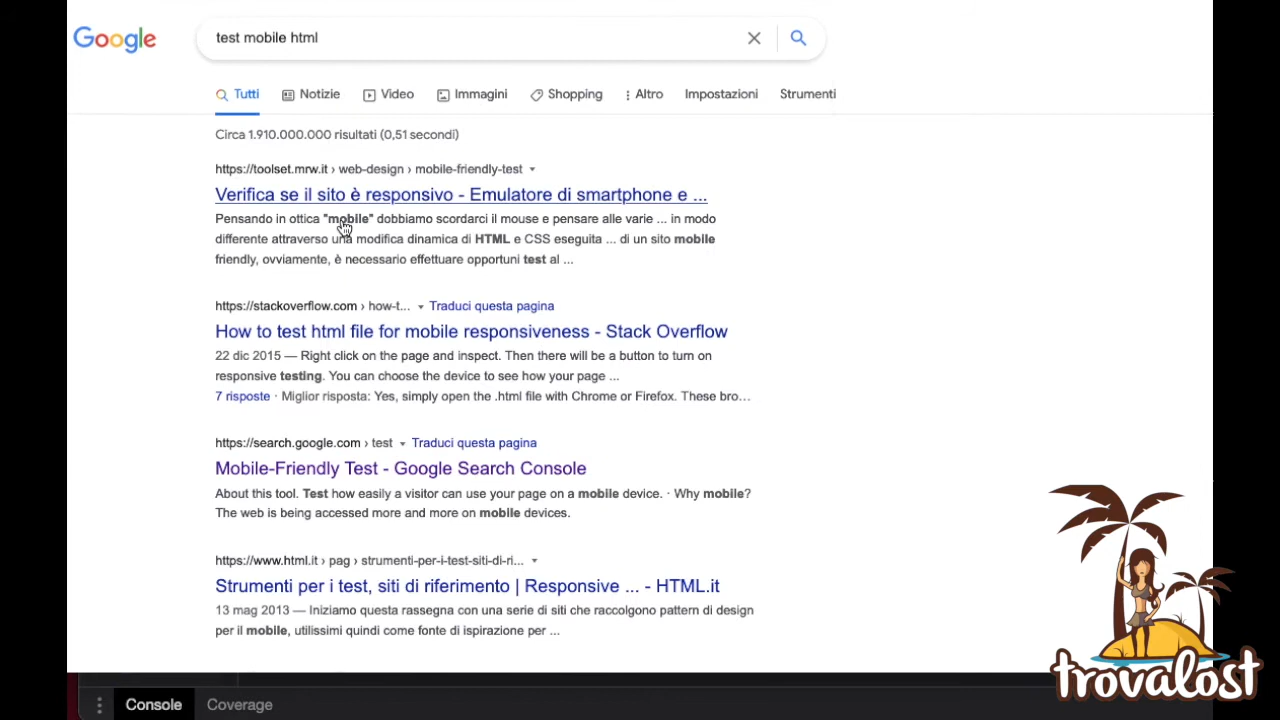 Google
test mobile html
Tutti Notizie Video Immagini Shopping Altro Impostazioni Strumenti
Circa 1.910.000.000 risultati (0,51 secondi)
https://toolset.mrw.it › web-design › mobile-friendly-test
Verifica se il sito è responsivo - Emulatore di smartphone e ...
Pensando in ottica "mobile" dobbiamo scordarci il mouse e pensare alle varie ... in modo
differente attraverso una modifica dinamica di HTML e CSS eseguita ... di un sito mobile
friendly, ovviamente, è necessario effettuare opportuni test al ...
https://stackoverflow.com › how-t... Traduci questa pagina
How to test html file for mobile responsiveness - Stack Overflow
22 dic 2015 — Right click on the page and inspect. Then there will be a button to turn on
responsive testing. You can choose the device to see how your page ...
7 risposte · Miglior risposta: Yes, simply open the .html file with Chrome or Firefox. These bro…
https://search.google.com › test Traduci questa pagina
Mobile-Friendly Test - Google Search Console
About this tool. Test how easily a visitor can use your page on a mobile device. · Why mobile?
The web is being accessed more and more on mobile devices.
https://www.html.it › pag › strumenti-per-i-test-siti-di-ri...
Strumenti per i test, siti di riferimento | Responsive ... - HTML.it
13 mag 2013 — Iniziamo questa rassegna con una serie di siti che raccolgono pattern di design
per il mobile, utilissimi quindi come fonte di ispirazione per ...
trovalost
Console Coverage